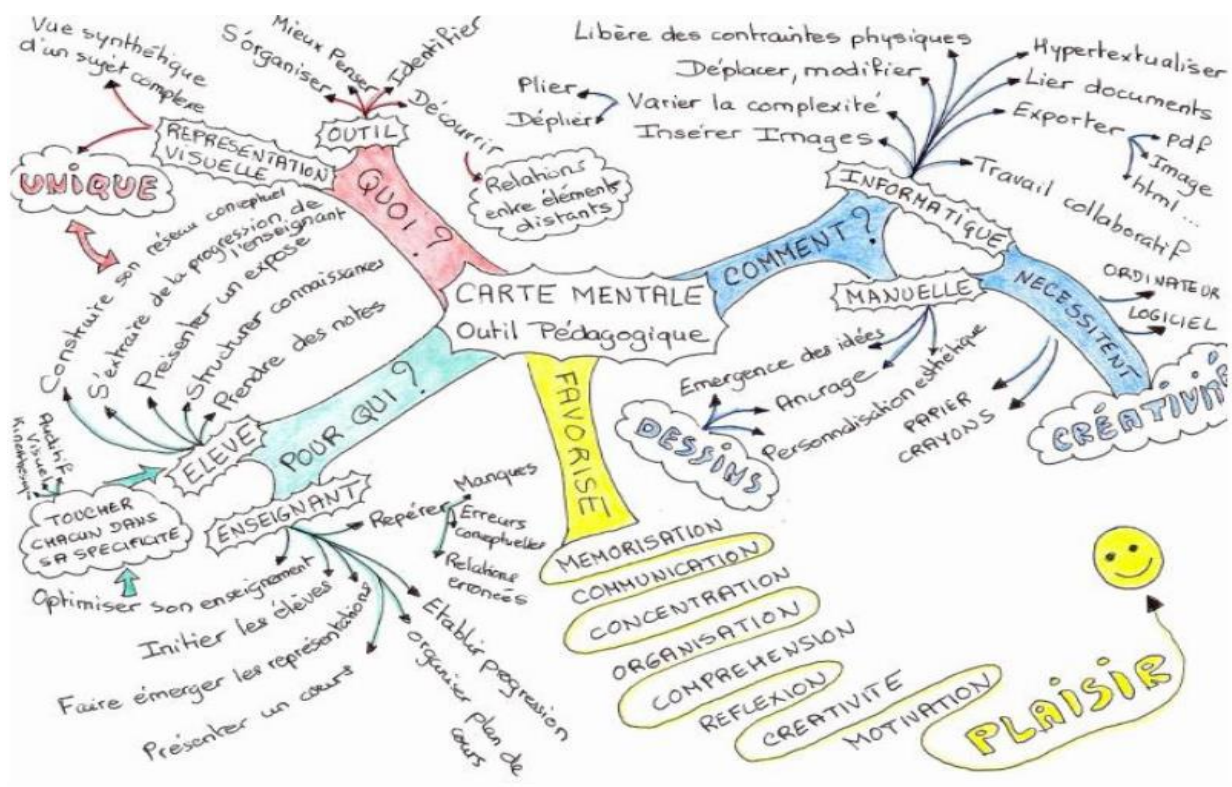 CARTE MENTALE
Outil Pédagogique
QUOI ?
REPRESENTATION
VISUELLE
Vue synthétique
d'un sujet complexe
UNIQUE
OUTIL
S'organiser
Mieux Penser
Identifier
Découvrir
Relations
entre éléments
distants
COMMENT ?
INFORMATIQUE
Libère des contraintes physiques
Déplacer, modifier
Varier la complexité
Plier
Déplier
Insérer Images
Hypertextualiser
Lier documents
Exporter
pdf
Image
html ...
Travail collaboratif
MANUELLE
Emergence des idées
Ancrage
Personnalisation esthétique
DESSINS
NECESSITENT
ORDINATEUR
LOGICIEL
PAPIER
CRAYONS
CRÉATIVITÉ
FAVORISE
MEMORISATION
COMMUNICATION
CONCENTRATION
ORGANISATION
COMPREHENSION
REFLEXION
CREATIVITE
MOTIVATION
PLAISIR
POUR QUI ?
ELEVE
Construire son réseau conceptuel
S'extraire de la progression de
l'enseignant
Présenter un exposé
Structurer connaissances
Prendre des notes
Auditif
Visuel
TOUCHER
CHACUN DANS
SA SPECIFICITE
ENSEIGNANT
Repérer
Manques
Erreurs
conceptuelles
Relations
erronées
Optimiser son enseignement
Initier les élèves
Faire émerger les représentations
Présenter un cours
organiser plan de
cours
Etablir progression